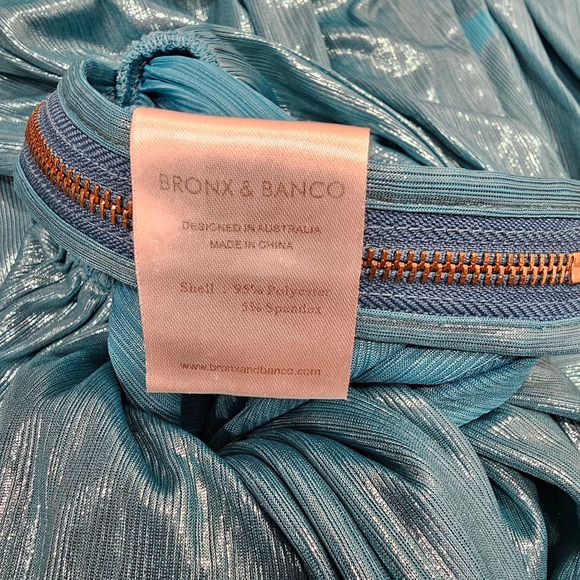 BRONX & BANCO
DESIGNED IN AUSTRALIA
MADE IN CHINA
Shell : 95% Polyester
5% Spandex
www.bronxandbanco.com